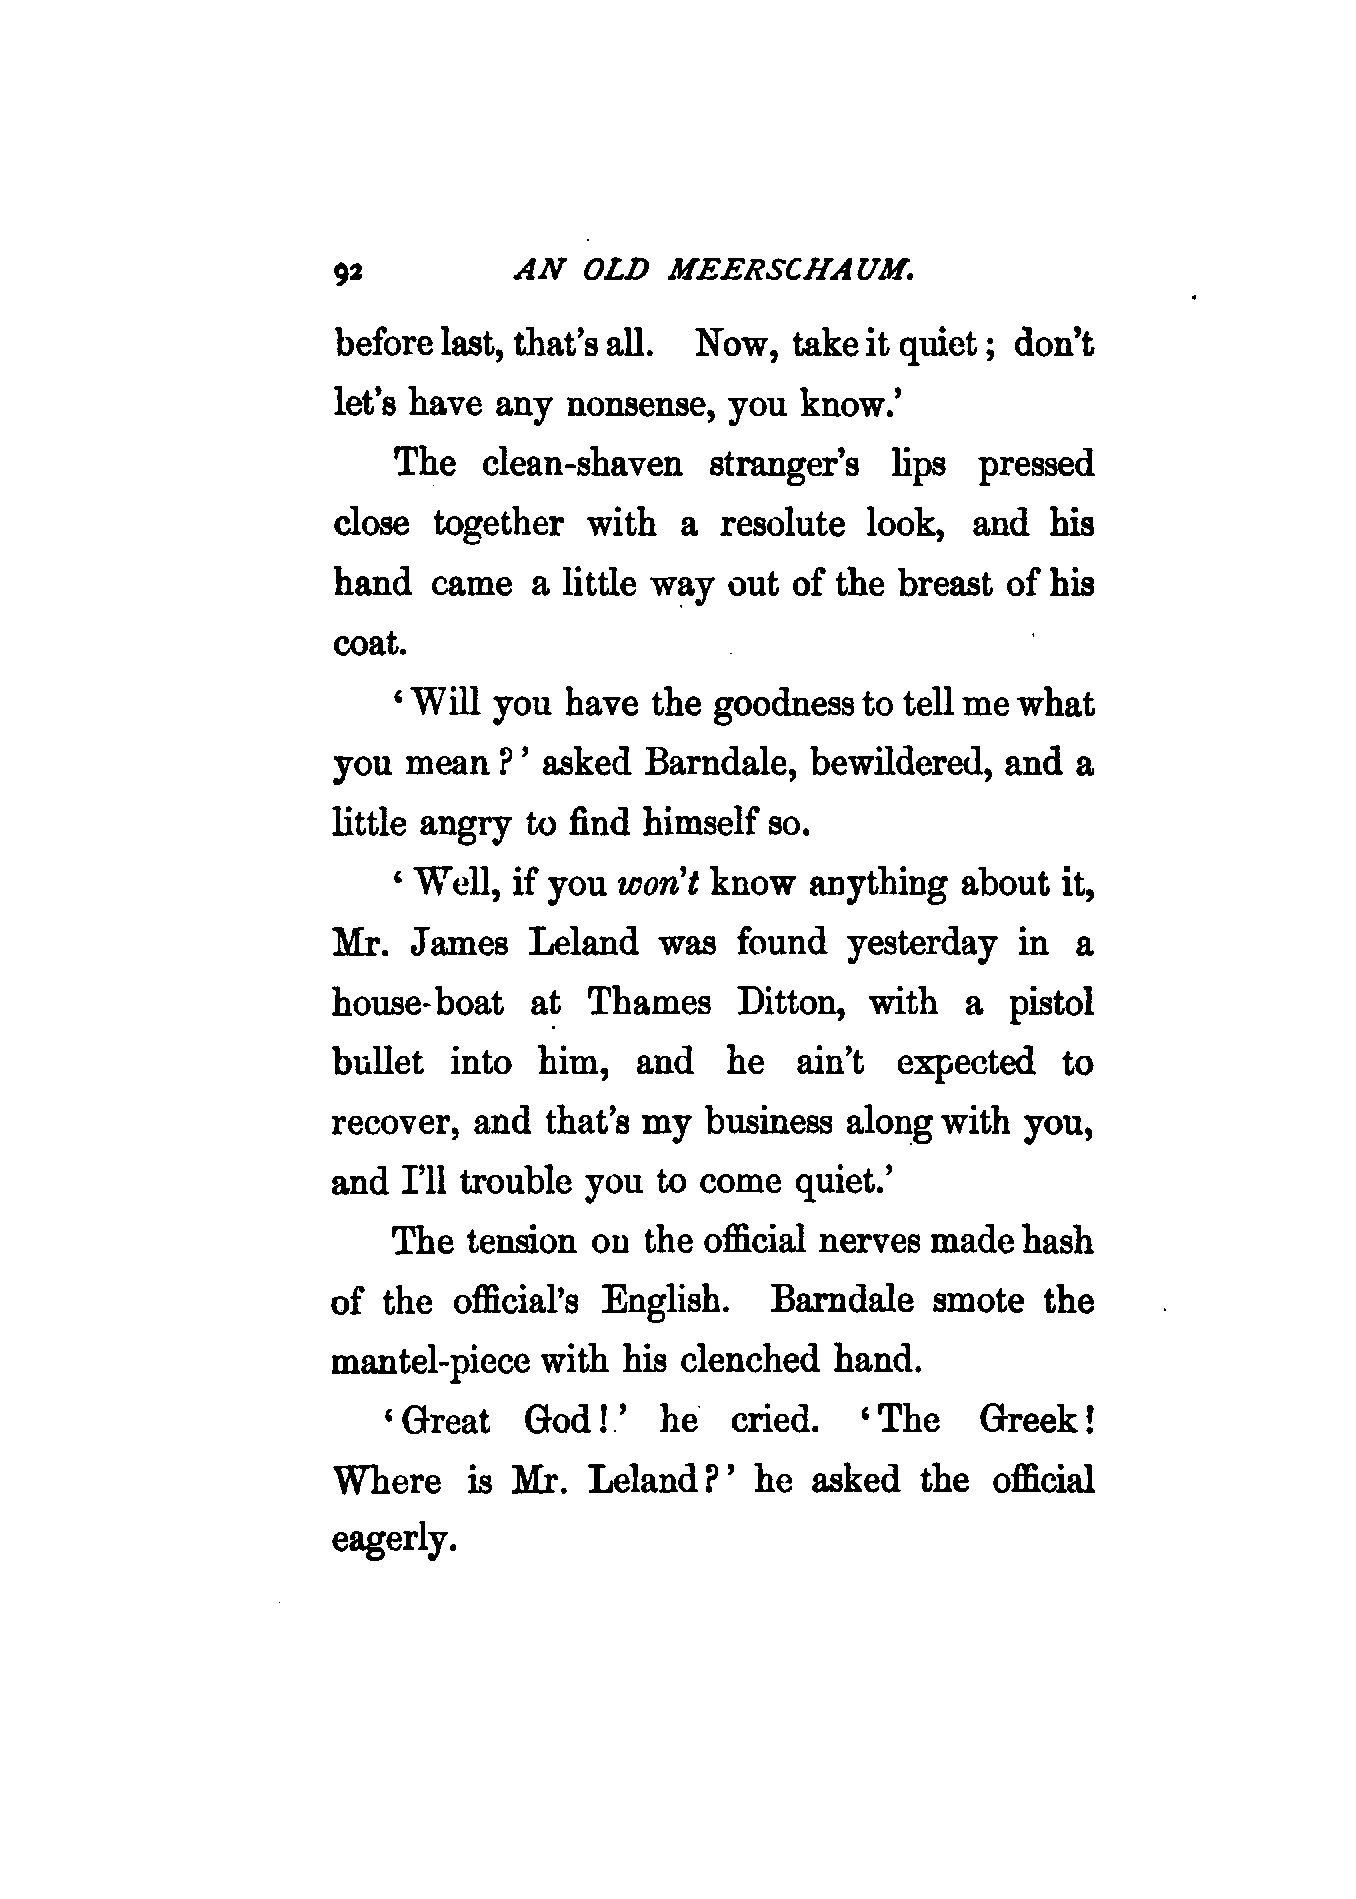 92 AN OLD MEERSCHAUM.
before last, that's all. Now, take it quiet; don't
let's have any nonsense, you know.'
The clean-shaven stranger's lips pressed
close together with a resolute look, and his
hand came a little way out of the breast of his
coat.
'Will you have the goodness to tell me what
you mean?' asked Barndale, bewildered, and a
little angry to find himself so.
'Well, if you won't know anything about it,
Mr. James Leland was found yesterday in a
house-boat at Thames Ditton, with a pistol
bullet into him, and he ain't expected to
recover, and that's my business along with you,
and I'll trouble you to come quiet.'
The tension on the official nerves made hash
of the official's English. Barndale smote the
mantel-piece with his clenched hand.
'Great God!' he cried. 'The Greek!
Where is Mr. Leland?' he asked the official
eagerly.